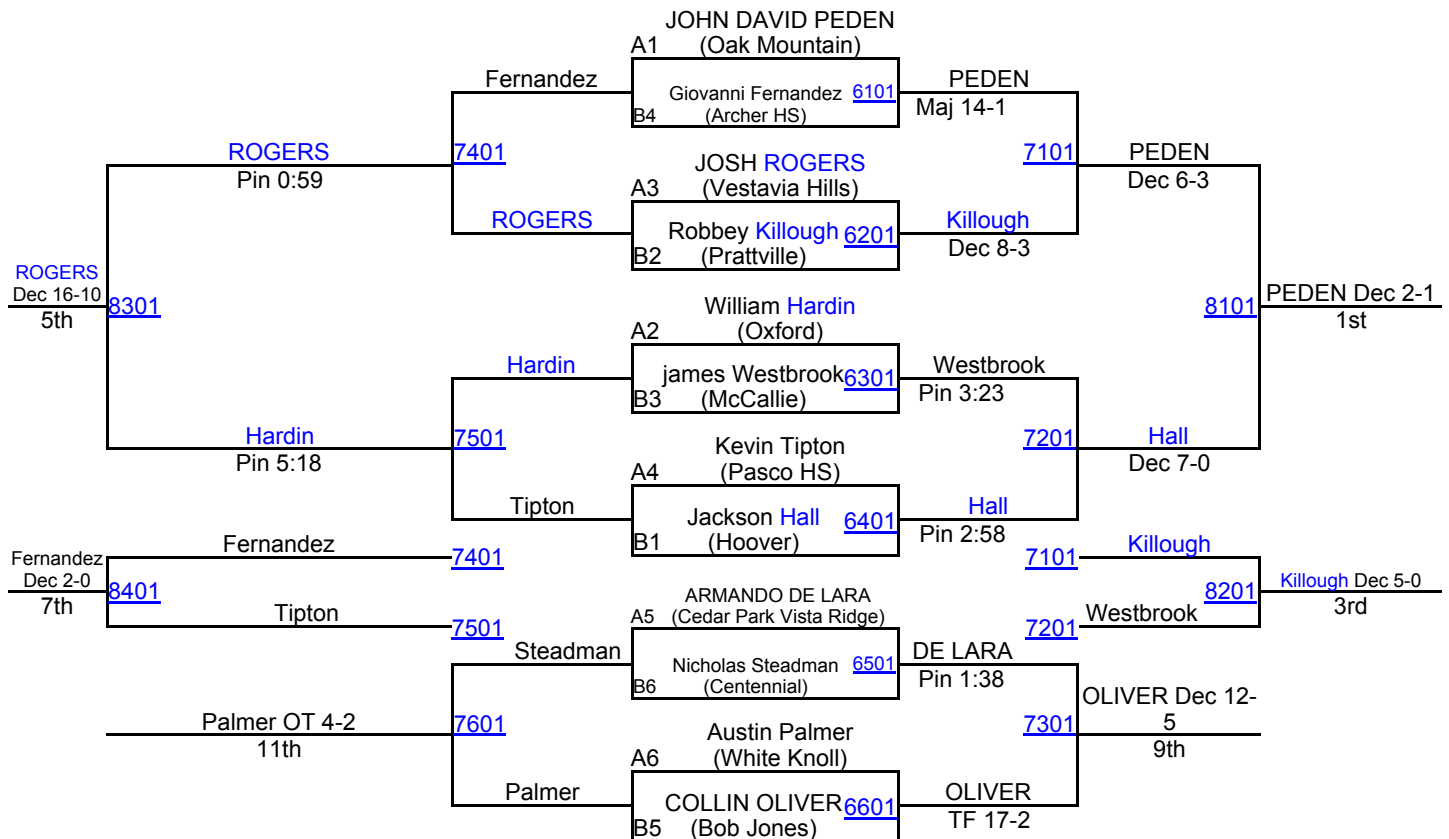 JOHN DAVID PEDEN
A1 (Oak Mountain)
Fernandez
Giovanni Fernandez 6101
B4 (Archer HS)
PEDEN
Maj 14-1
ROGERS
Pin 0:59
7401
JOSH ROGERS
A3 (Vestavia Hills)
7101
PEDEN
Dec 6-3
ROGERS
Robbey Killough 6201
B2 (Prattville)
Killough
Dec 8-3
ROGERS
Dec 16-10
5th
8301
William Hardin
A2 (Oxford)
8101
PEDEN Dec 2-1
1st
Hardin
james Westbrook 6301
B3 (McCallie)
Westbrook
Pin 3:23
Hardin
Pin 5:18
7501
Kevin Tipton
A4 (Pasco HS)
7201
Hall
Dec 7-0
Tipton
Jackson Hall 6401
B1 (Hoover)
Hall
Pin 2:58
Fernandez
Dec 2-0
7th
8401
Fernandez
7401
Tipton
7501
7101
Killough
7201
Westbrook
8201
Killough Dec 5-0
3rd
ARMANDO DE LARA
A5 (Cedar Park Vista Ridge)
Steadman
Nicholas Steadman 6501
B6 (Centennial)
DE LARA
Pin 1:38
Palmer OT 4-2
11th
7601
Austin Palmer
A6 (White Knoll)
7301
OLIVER Dec 12-
5
9th
Palmer
COLLIN OLIVER 6601
B5 (Bob Jones)
OLIVER
TF 17-2